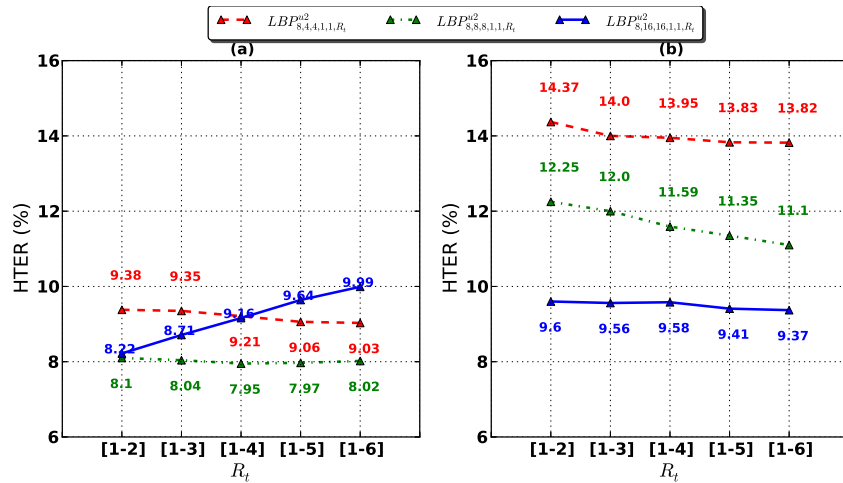 LBP^{u2}_{8,4,4,1,1,R_t} LBP^{u2}_{8,8,8,1,1,R_t} LBP^{u2}_{8,16,16,1,1,R_t}
(a)
16
14
12
10
8
6
HTER (%)
9.38 9.35 9.21 9.06 9.03
8.22 8.71 9.16 9.64 9.99
8.1 8.04 7.95 7.97 8.02
[1-2] [1-3] [1-4] [1-5] [1-6]
R_t
(b)
16
14
12
10
8
6
HTER (%)
14.37 14.0 13.95 13.83 13.82
12.25 12.0 11.59 11.35 11.1
9.6 9.56 9.58 9.41 9.37
[1-2] [1-3] [1-4] [1-5] [1-6]
R_t